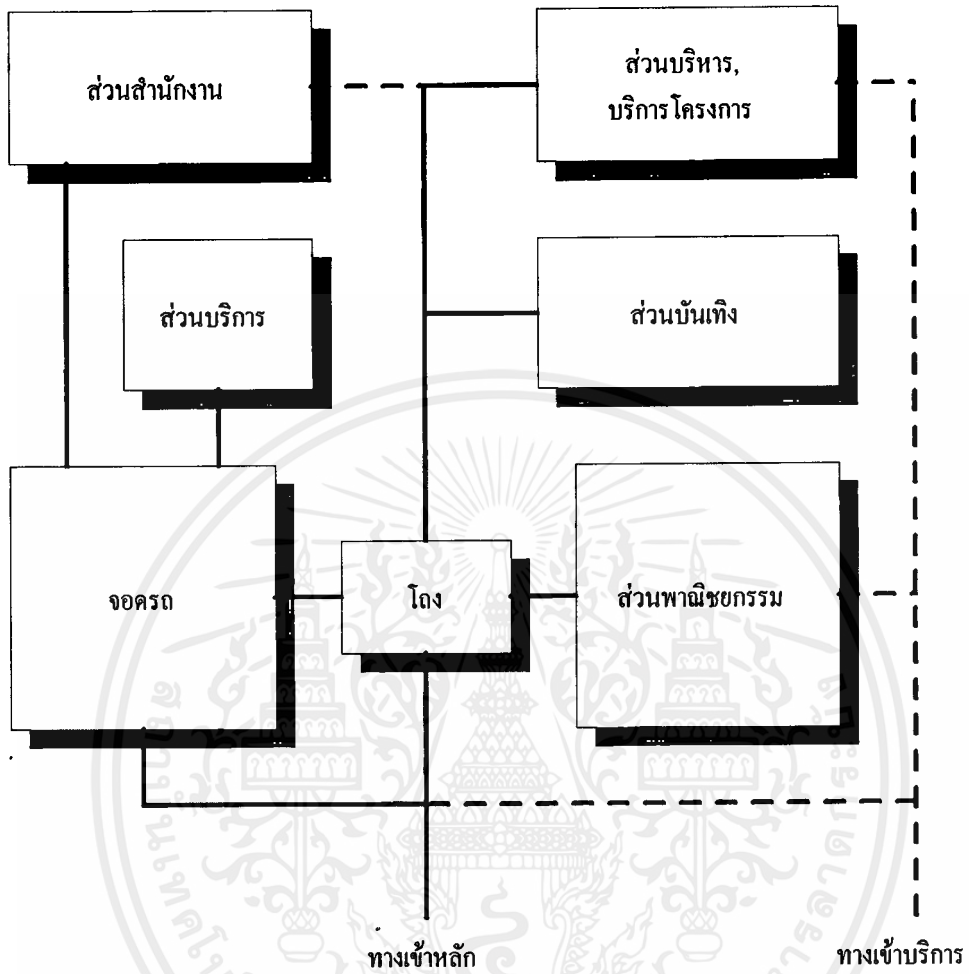 ส่วนสำนักงาน
ส่วนบริหาร,
บริการโครงการ
ส่วนบริการ
ส่วนบันเทิง
จอดรถ
โถง
ส่วนพาณิชยกรรม
ทางเข้าหลัก
ทางเข้าบริการ